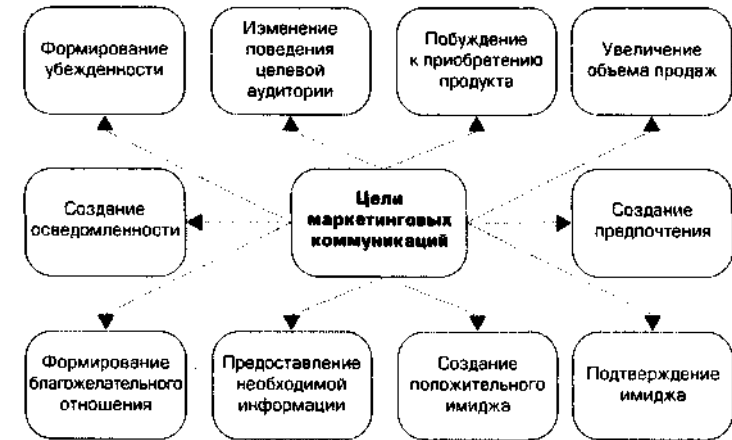 Формирование
убежденности
Изменение
поведения
целевой
аудитории
Побуждение
к приобретению
продукта
Увеличение
объема продаж
Создание
осведомленности
Цели
маркетинговых
коммуникаций
Создание
предпочтения
Формирование
благожелательного
отношения
Предоставление
необходимой
информации
Создание
положительного
имиджа
Подтверждение
имиджа